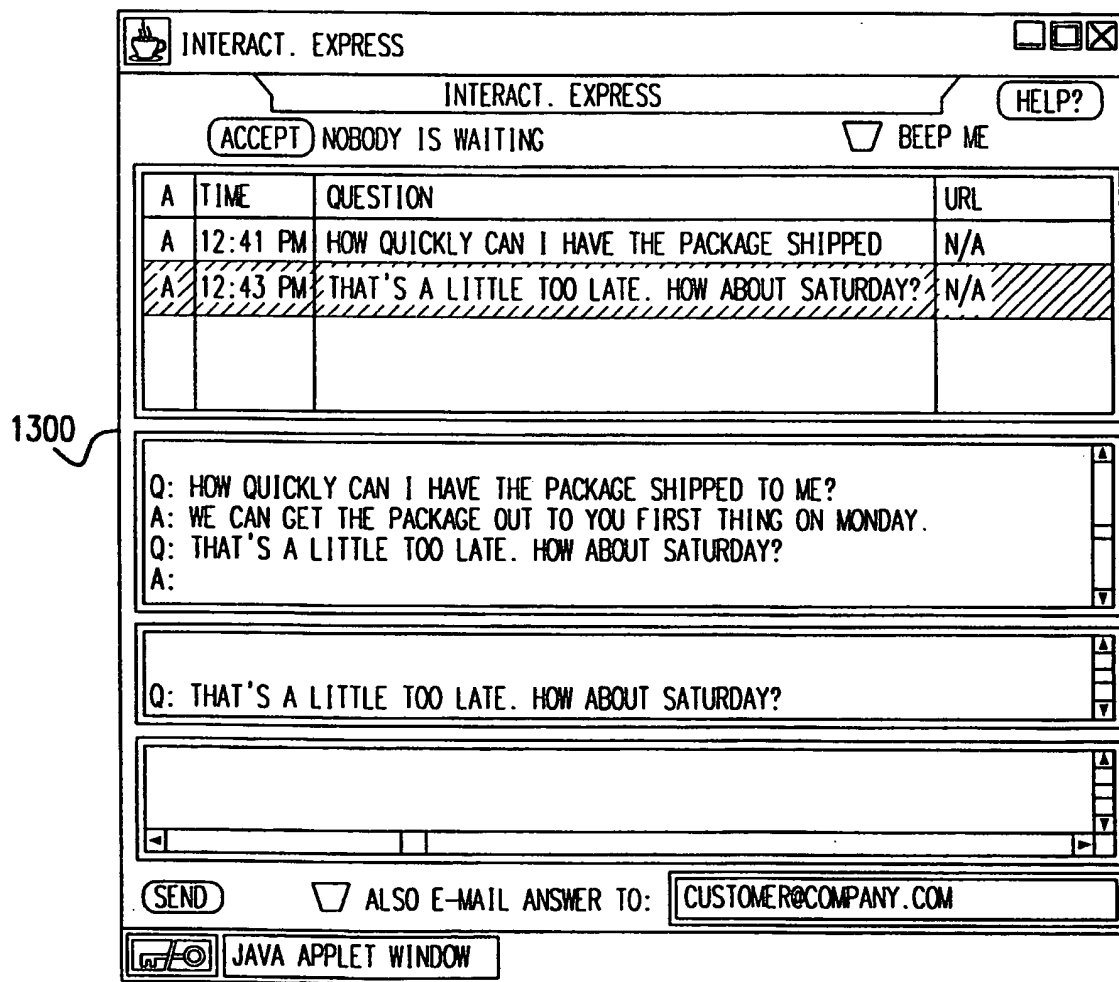 INTERACT. EXPRESS
INTERACT. EXPRESS
HELP?
ACCEPT NOBODY IS WAITING BEEP ME
A TIME QUESTION URL
A 12:41 PM HOW QUICKLY CAN I HAVE THE PACKAGE SHIPPED N/A
A 12:43 PM THAT'S A LITTLE TOO LATE. HOW ABOUT SATURDAY? N/A
1300
Q: HOW QUICKLY CAN I HAVE THE PACKAGE SHIPPED TO ME?
A: WE CAN GET THE PACKAGE OUT TO YOU FIRST THING ON MONDAY.
Q: THAT'S A LITTLE TOO LATE. HOW ABOUT SATURDAY?
A:
Q: THAT'S A LITTLE TOO LATE. HOW ABOUT SATURDAY?
SEND ALSO E-MAIL ANSWER TO: CUSTOMER@COMPANY.COM
JAVA APPLET WINDOW